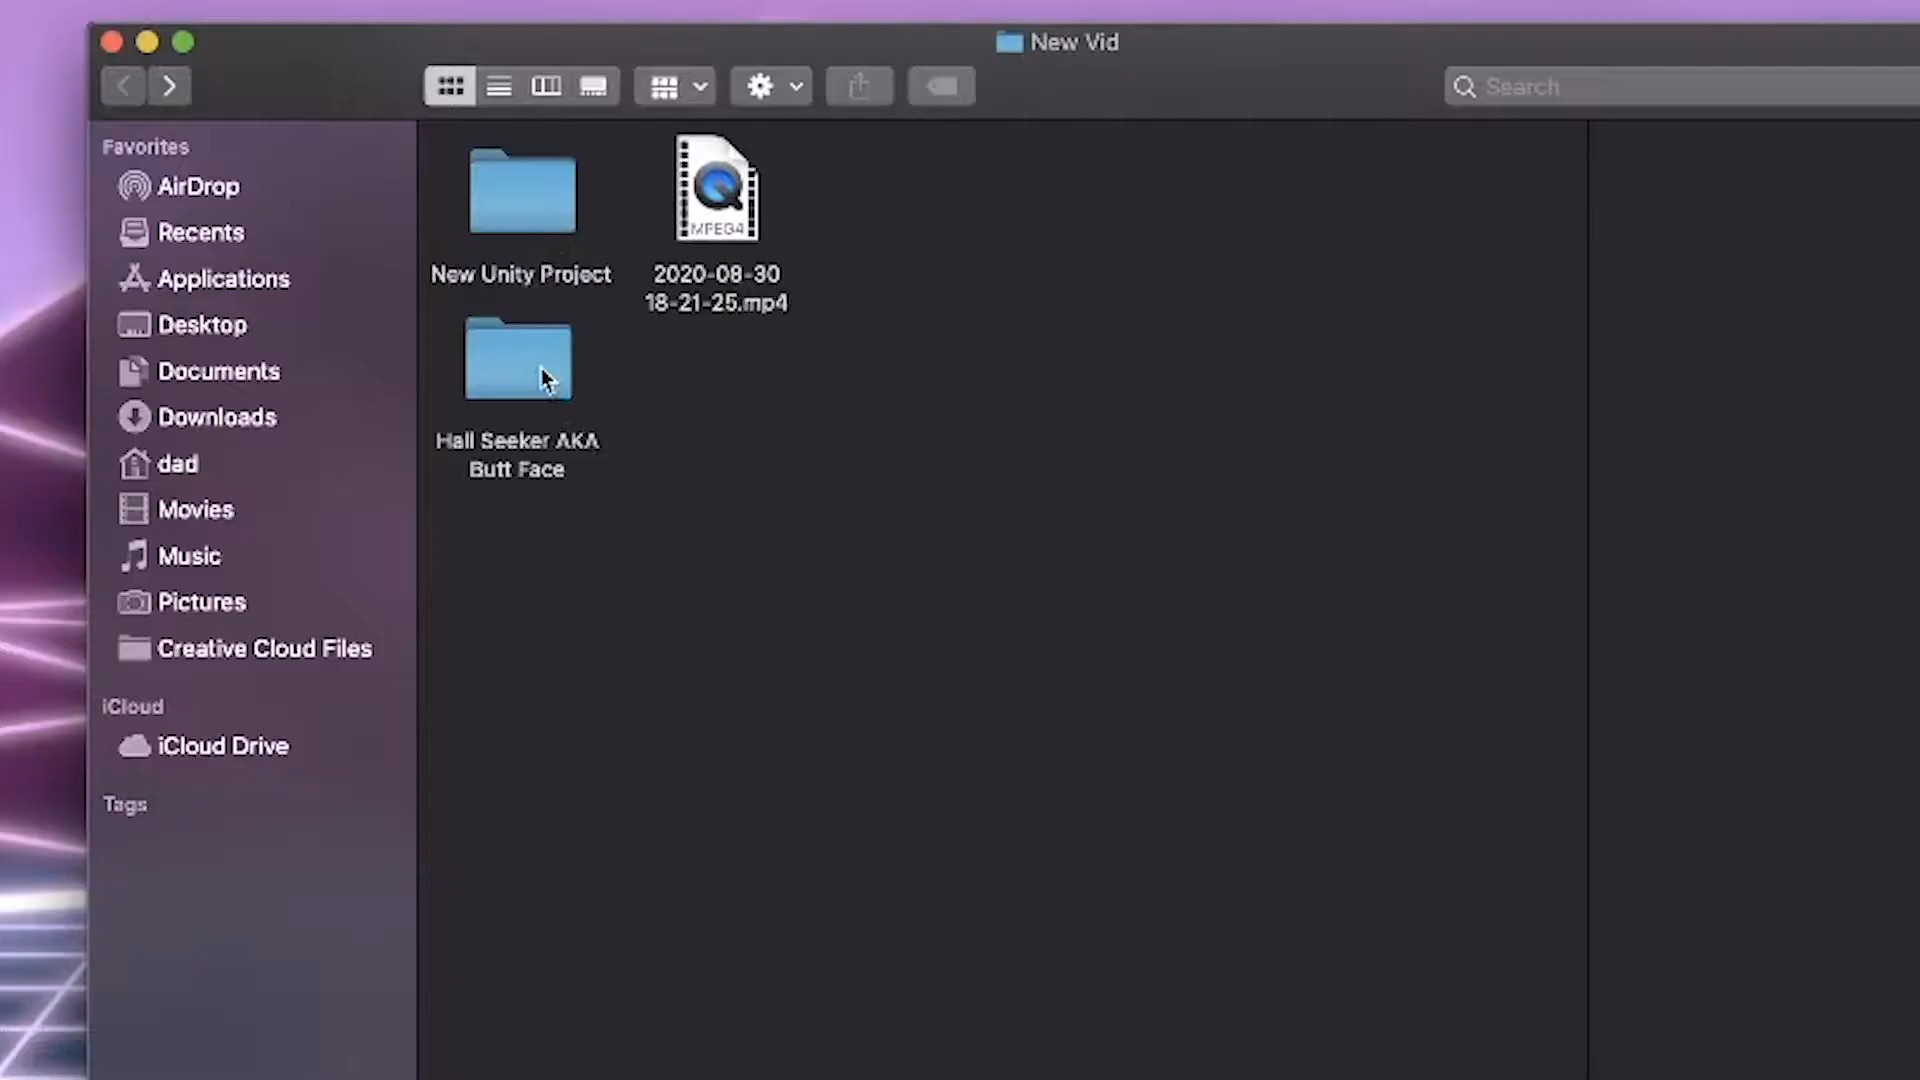 New Vid
Search
Favorites
AirDrop
Recents
Applications
Desktop
Documents
Downloads
dad
Movies
Music
Pictures
Creative Cloud Files
iCloud
iCloud Drive
Tags
New Unity Project
MPEG4
2020-08-30
18-21-25.mp4
Hall Seeker AKA
Butt Face